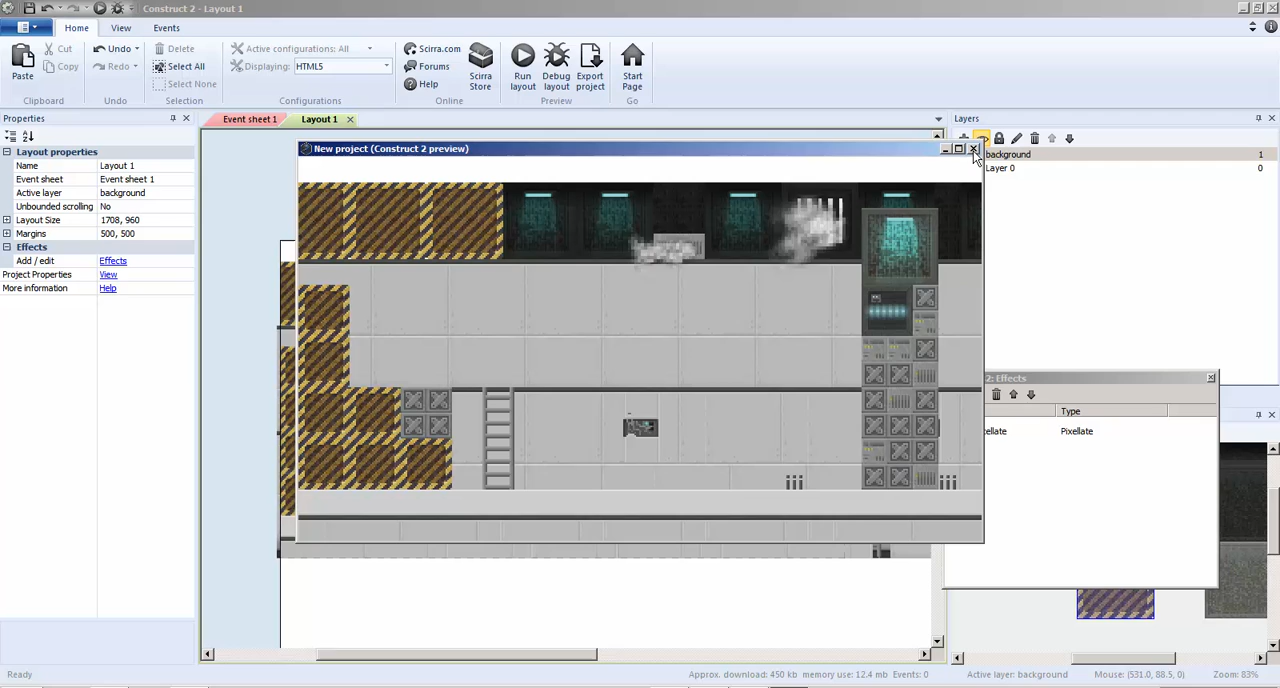 Construct 2 - Layout 1
Home View Events
Cut
Copy
Paste
Clipboard
Undo
Redo
Undo
Delete
Select All
Select None
Selection
Active configurations: All
Displaying: HTML5
Configurations
Scirra.com
Forums
Help
Scirra Store
Online
Run layout
Debug layout
Export project
Preview
Start Page
Go
Properties
Event sheet 1 Layout 1
Layers
Layout properties
Name Layout 1
Event sheet Event sheet 1
Active layer background
Unbounded scrolling No
Layout Size 1708, 960
Margins 500, 500
Effects
Add / edit Effects
Project Properties View
More information Help
New project (Construct 2 preview)
background 1
Layer 0 0
2: Effects
Type
ellate Pixellate
Ready
Approx. download: 450 kb memory use: 12.4 mb Events: 0
Active layer: background
Mouse: (531.0, 88.5, 0)
Zoom: 83%